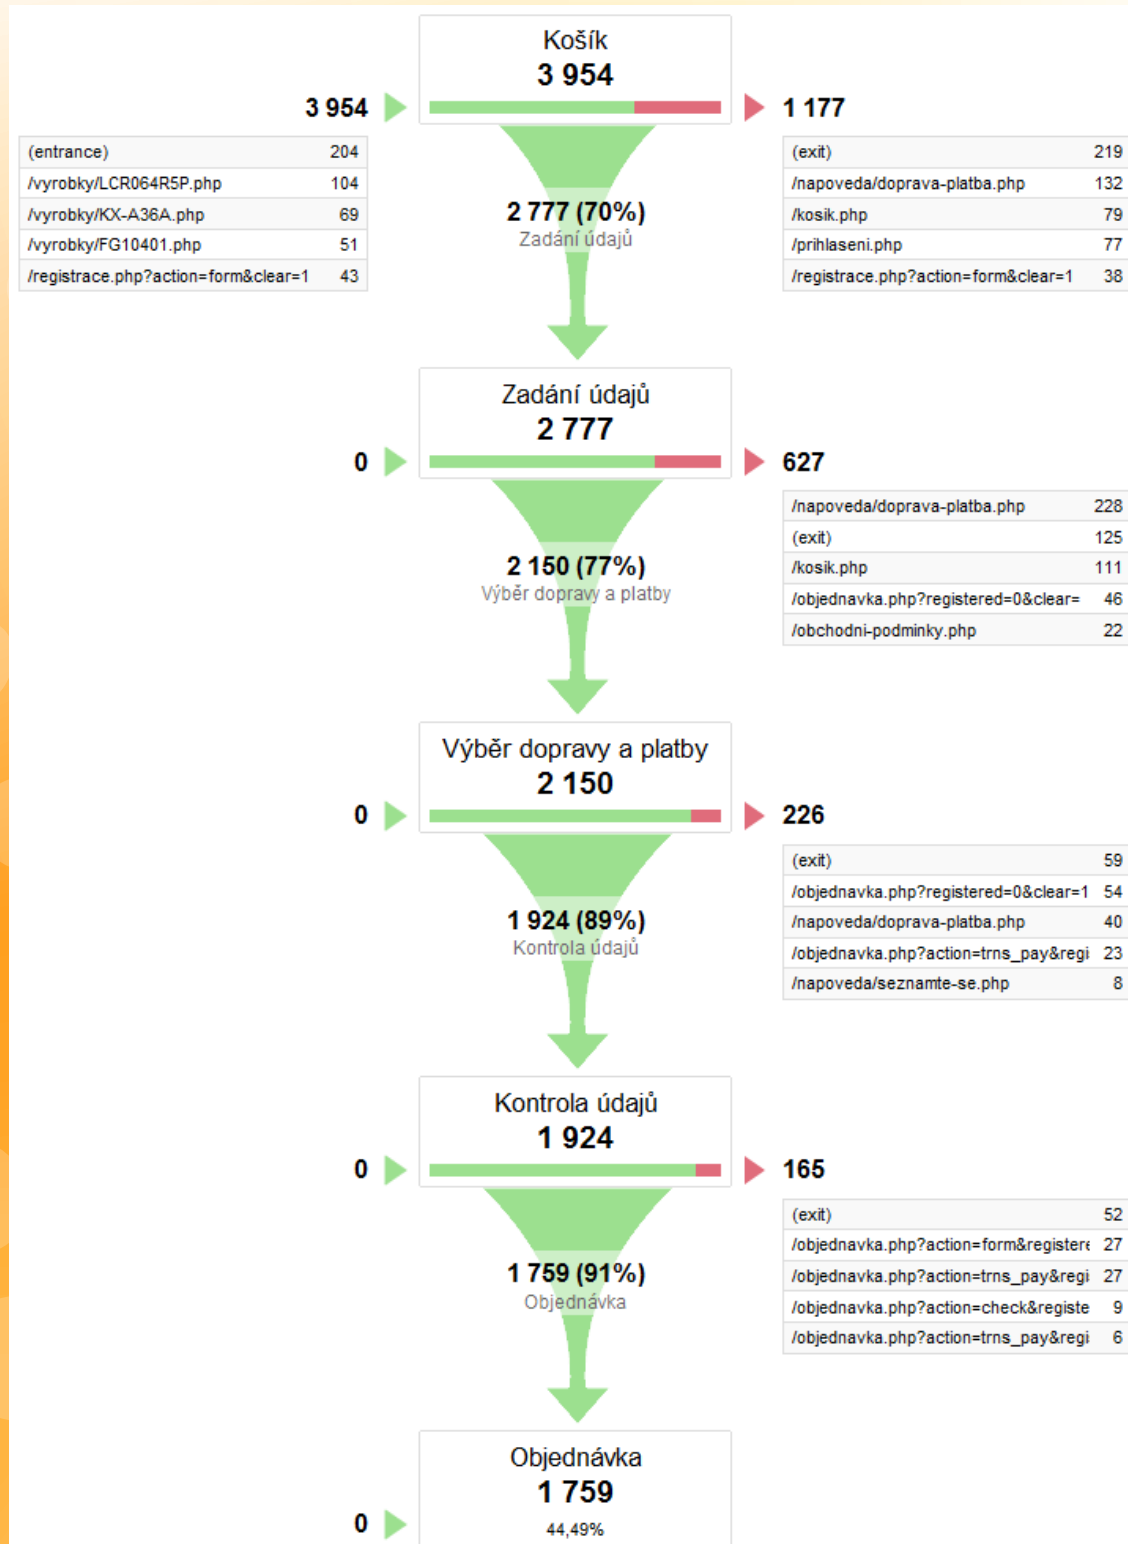 Košík
3 954
3 954
1 177
(entrance) 204
/vyrobky/LCR064R5P.php 104
/vyrobky/KX-A36A.php 69
/vyrobky/FG10401.php 51
/registrace.php?action=form&clear=1 43
(exit) 219
/napoveda/doprava-platba.php 132
/kosik.php 79
/prihlaseni.php 77
/registrace.php?action=form&clear=1 38
2 777 (70%)
Zadání údajů
Zadání údajů
2 777
0
627
/napoveda/doprava-platba.php 228
(exit) 125
/kosik.php 111
/objednavka.php?registered=0&clear= 46
/obchodni-podminky.php 22
2 150 (77%)
Výběr dopravy a platby
Výběr dopravy a platby
2 150
0
226
(exit) 59
/objednavka.php?registered=0&clear=1 54
/napoveda/doprava-platba.php 40
/objednavka.php?action=trns_pay&regi 23
/napoveda/seznamte-se.php 8
1 924 (89%)
Kontrola údajů
Kontrola údajů
1 924
0
165
(exit) 52
/objednavka.php?action=form&registere 27
/objednavka.php?action=trns_pay&regi 27
/objednavka.php?action=check&registe 9
/objednavka.php?action=trns_pay&regi 6
1 759 (91%)
Objednávka
Objednávka
1 759
0
44,49%